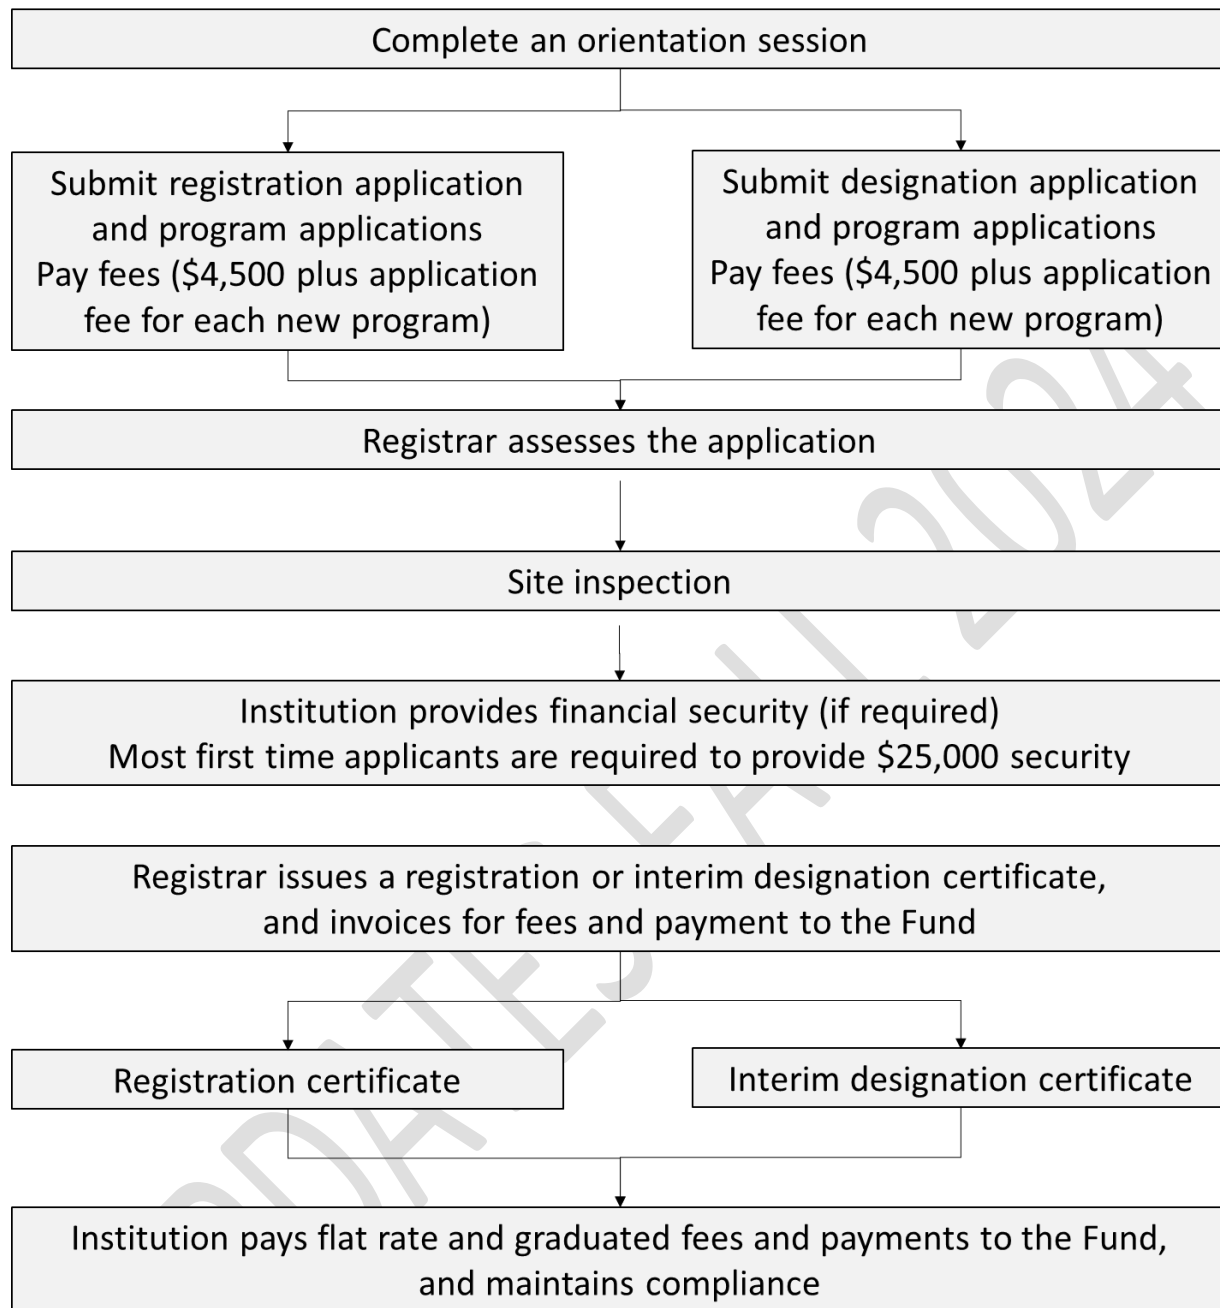 Complete an orientation session
Submit registration application
and program applications
Pay fees ($4,500 plus application
fee for each new program)
Submit designation application
and program applications
Pay fees ($4,500 plus application
fee for each new program)
Registrar assesses the application
Site inspection
Institution provides financial security (if required)
Most first time applicants are required to provide $25,000 security
Registrar issues a registration or interim designation certificate,
and invoices for fees and payment to the Fund
Registration certificate
Interim designation certificate
Institution pays flat rate and graduated fees and payments to the Fund,
and maintains compliance
PDATES FALL 2024